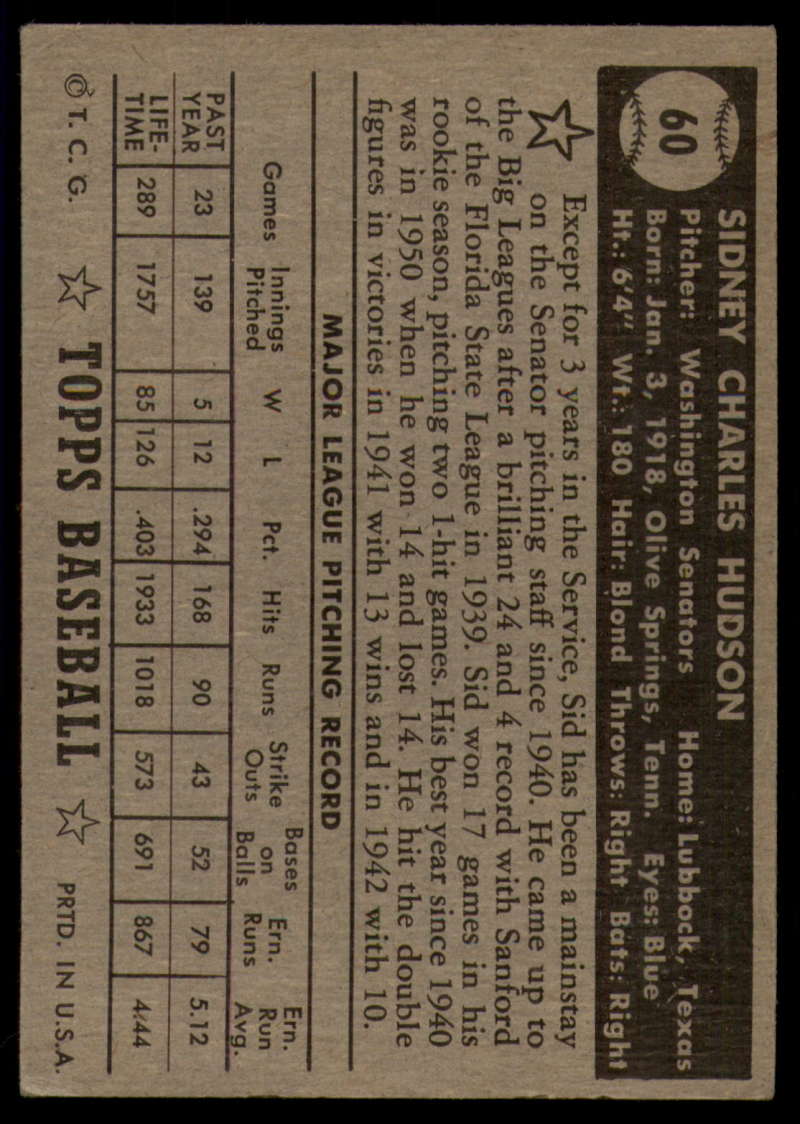 60
SIDNEY CHARLES HUDSON
Pitcher: Washington Senators Home: Lubbock, Texas
Born: Jan. 3, 1918, Olive Springs, Tenn. Eyes: Blue
Ht.: 6'4" Wt.: 180 Hair: Blond Throws: Right Bats: Right
Except for 3 years in the Service, Sid has been a mainstay
on the Senator pitching staff since 1940. He came up to
the Big Leagues after a brilliant 24 and 4 record with Sanford
of the Florida State League in 1939. Sid won 17 games in his
rookie season, pitching two 1-hit games. His best year since 1940
was in 1950 when he won 14 and lost 14. He hit the double
figures in victories in 1941 with 13 wins and in 1942 with 10.
MAJOR LEAGUE PITCHING RECORD
Games Innings Pitched W L Pct. Hits Runs Strike Outs Bases on Balls Ern. Runs Ern. Run Avg.
PAST YEAR 23 139 5 12 .294 168 90 43 52 79 5.12
LIFE-TIME 289 1757 85 126 .403 1933 1018 573 691 867 4.44
© T. C. G. TOPPS BASEBALL PRTD. IN U.S.A.